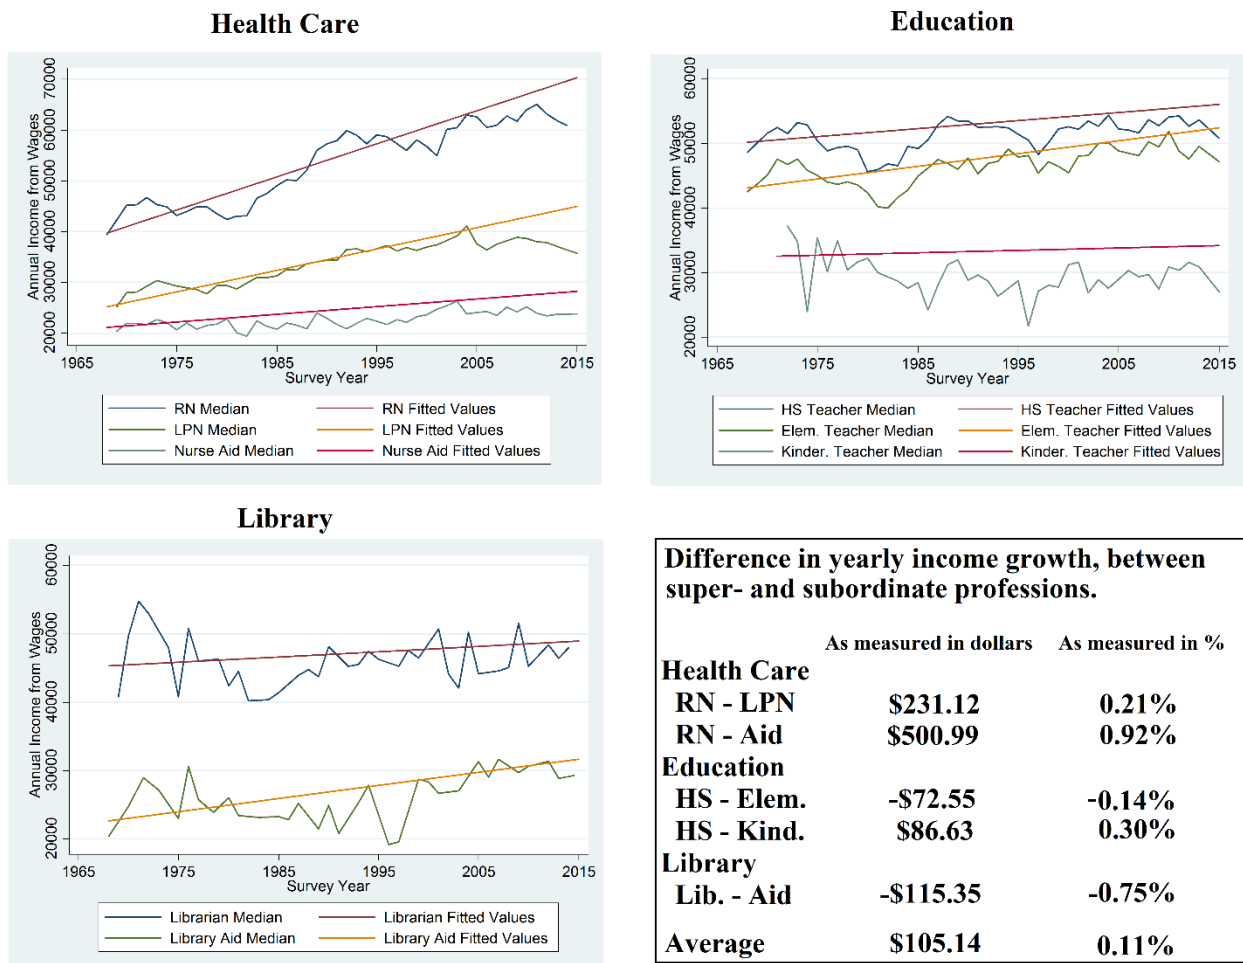 Health Care
Annual Income from Wages
70000
60000
50000
40000
30000
20000
1965 1975 1985 1995 2005 2015
Survey Year
RN Median RN Fitted Values
LPN Median LPN Fitted Values
Nurse Aid Median Nurse Aid Fitted Values
Education
Annual Income from Wages
60000
50000
40000
30000
20000
1965 1975 1985 1995 2005 2015
Survey Year
HS Teacher Median HS Teacher Fitted Values
Elem. Teacher Median Elem. Teacher Fitted Values
Kinder. Teacher Median Kinder. Teacher Fitted Values
Library
Annual Income from Wages
60000
50000
40000
30000
20000
1965 1975 1985 1995 2005 2015
Survey Year
Librarian Median Librarian Fitted Values
Library Aid Median Library Aid Fitted Values
Difference in yearly income growth, between
super- and subordinate professions.
As measured in dollars As measured in %
Health Care
RN - LPN $231.12 0.21%
RN - Aid $500.99 0.92%
Education
HS - Elem. -$72.55 -0.14%
HS - Kind. $86.63 0.30%
Library
Lib. - Aid -$115.35 -0.75%
Average $105.14 0.11%